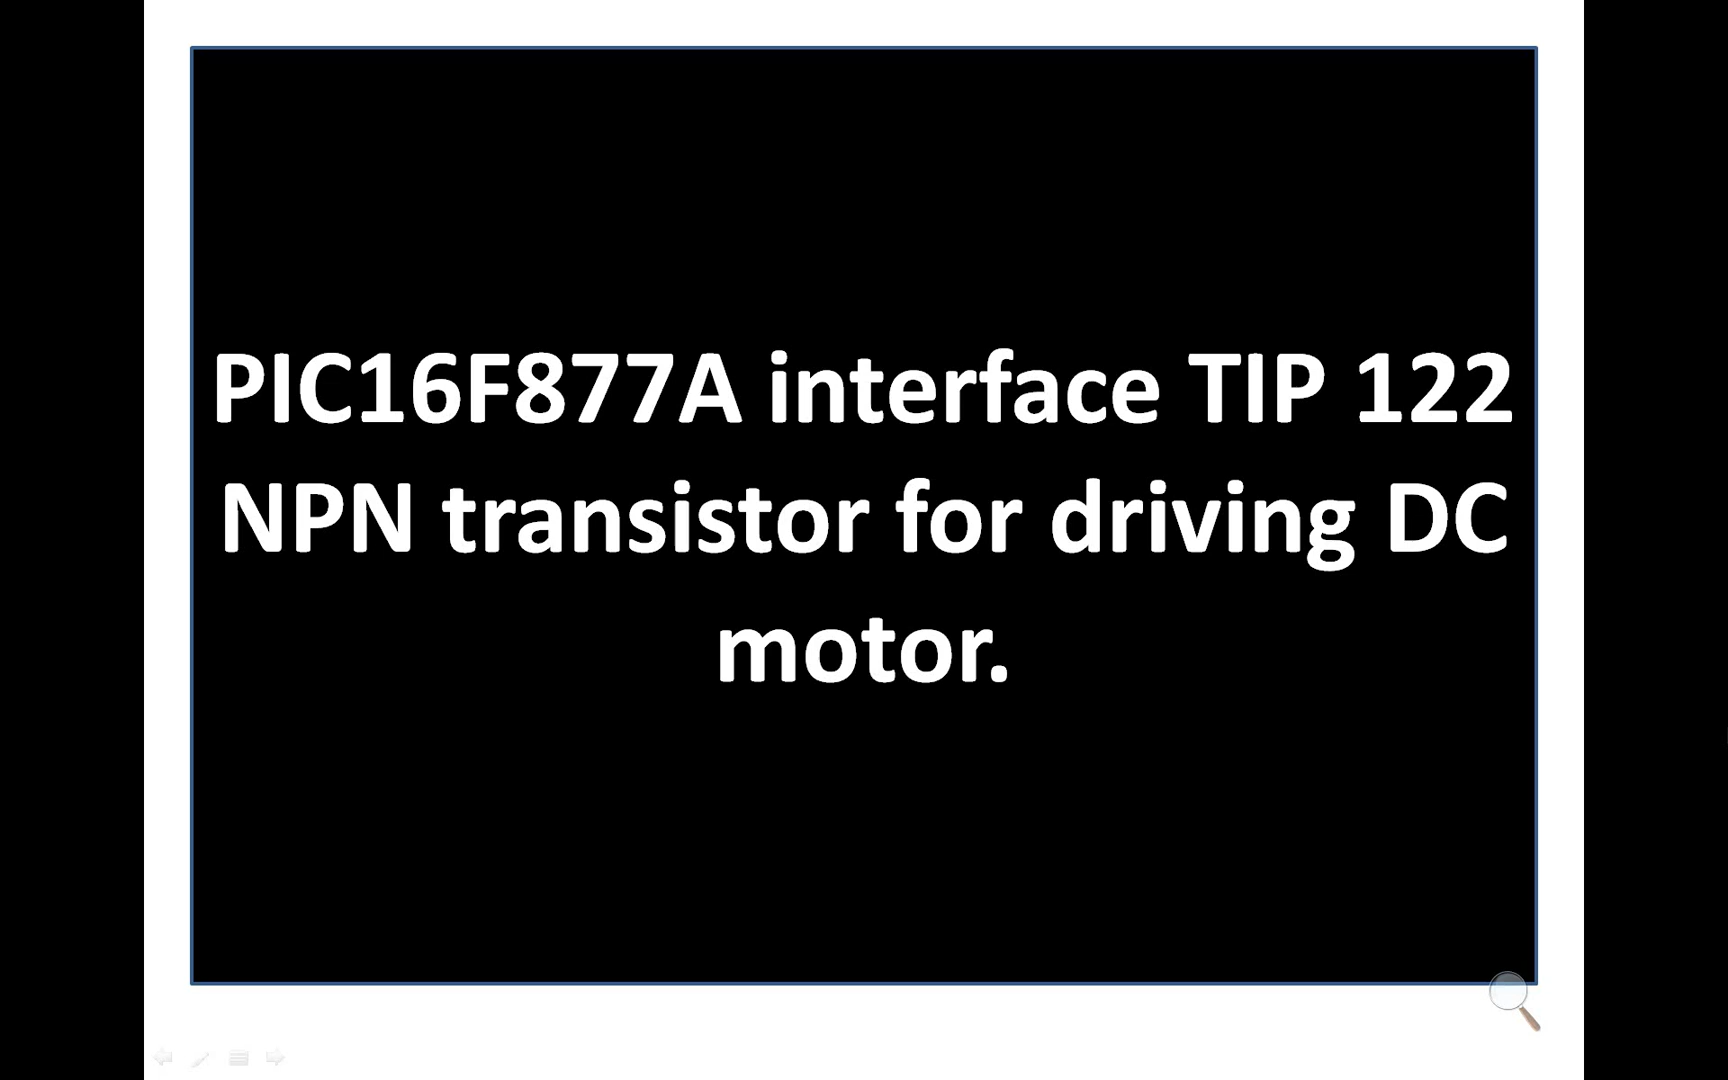 PIC16F877A interface TIP 122
NPN transistor for driving DC
motor.